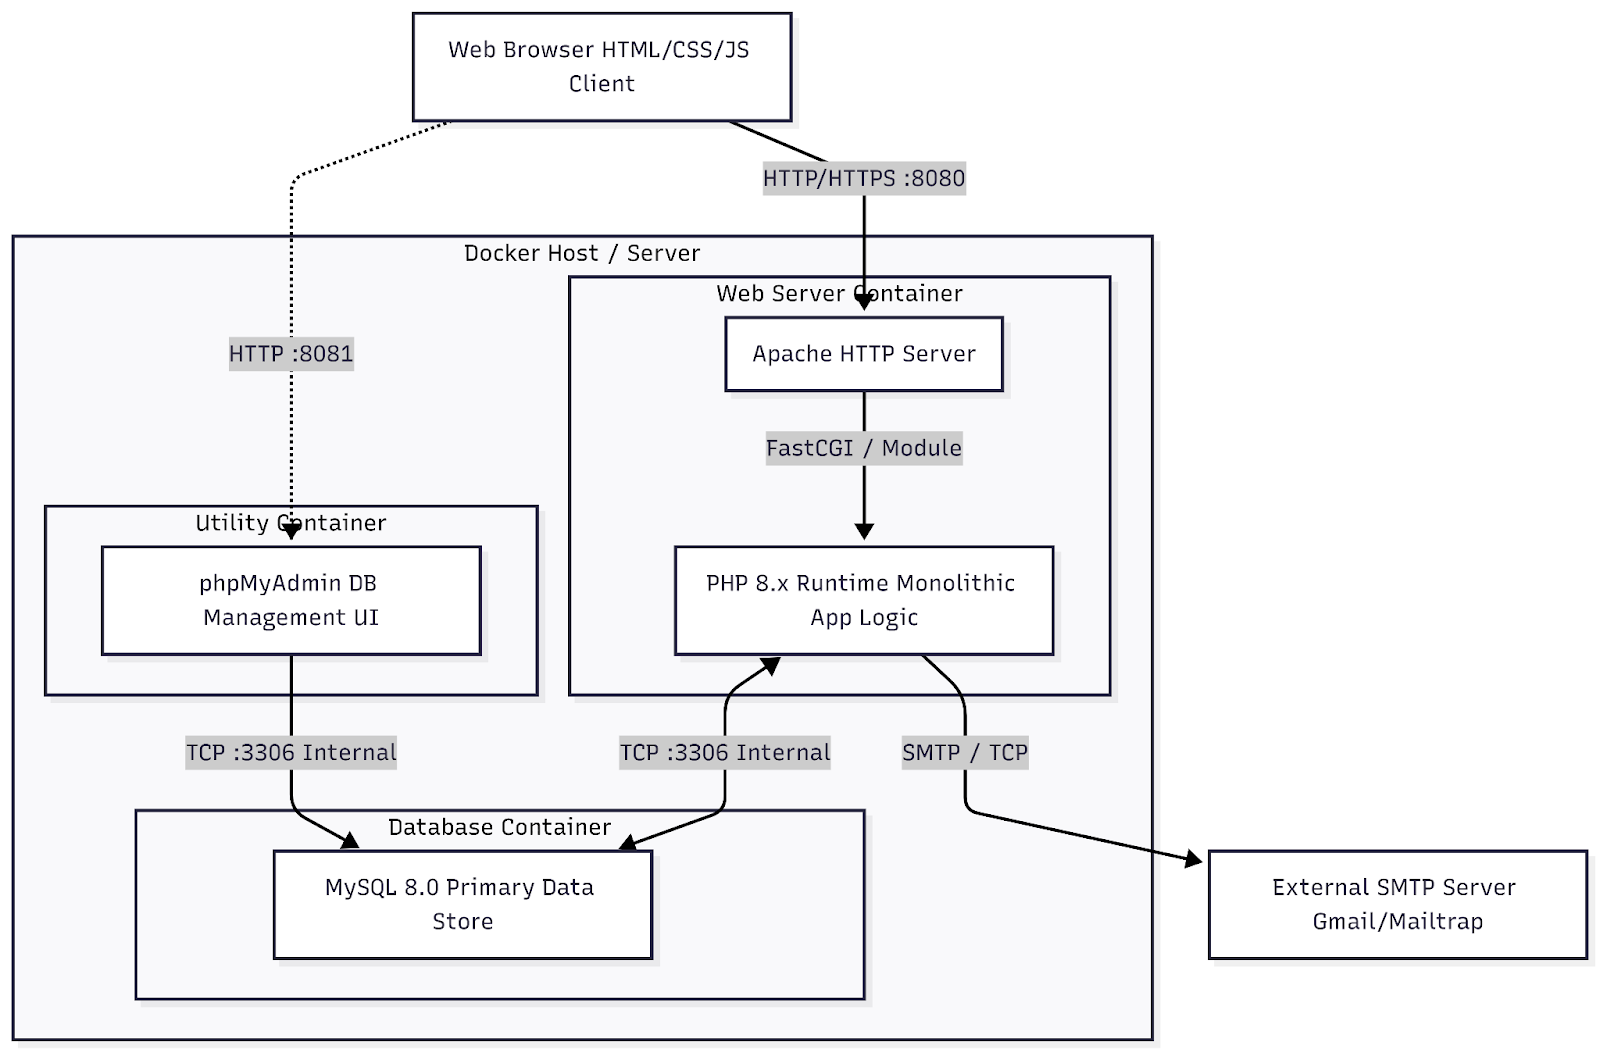 Web Browser HTML/CSS/JS
Client
HTTP/HTTPS :8080
Docker Host / Server
Web Server Container
Apache HTTP Server
HTTP :8081
FastCGI / Module
Utility Container
phpMyAdmin DB
Management UI
PHP 8.x Runtime Monolithic
App Logic
TCP :3306 Internal
TCP :3306 Internal
SMTP / TCP
Database Container
MySQL 8.0 Primary Data
Store
External SMTP Server
Gmail/Mailtrap